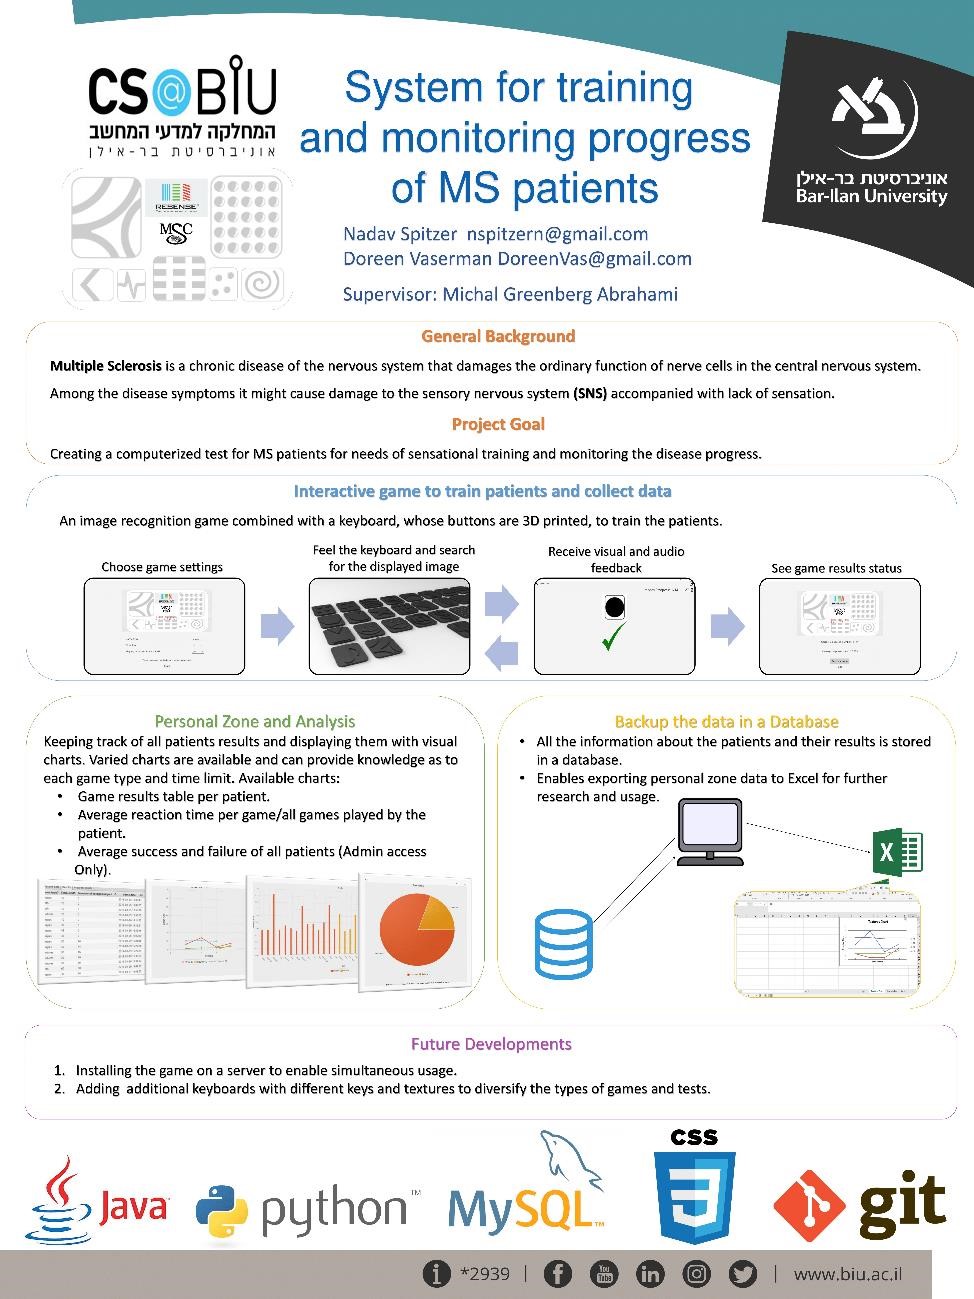 CS@BIU
המחלקה למדעי המחשב
אוניברסיטת בר-אילן
RESENSE
MSC
System for training
and monitoring progress
of MS patients
Nadav Spitzer nspitzern@gmail.com
Doreen Vaserman DoreenVas@gmail.com
Supervisor: Michal Greenberg Abrahami
אוניברסיטת בר-אילן
Bar-Ilan University
General Background
Multiple Sclerosis is a chronic disease of the nervous system that damages the ordinary function of nerve cells in the central nervous system.
Among the disease symptoms it might cause damage to the sensory nervous system (SNS) accompanied with lack of sensation.
Project Goal
Creating a computerized test for MS patients for needs of sensational training and monitoring the disease progress.
Interactive game to train patients and collect data
An image recognition game combined with a keyboard, whose buttons are 3D printed, to train the patients.
Choose game settings
Feel the keyboard and search
for the displayed image
Receive visual and audio
feedback
See game results status
Personal Zone and Analysis
Keeping track of all patients results and displaying them with visual
charts. Varied charts are available and can provide knowledge as to
each game type and time limit. Available charts:
• Game results table per patient.
• Average reaction time per game/all games played by the
patient.
• Average success and failure of all patients (Admin access
Only).
Backup the data in a Database
• All the information about the patients and their results is stored
in a database.
• Enables exporting personal zone data to Excel for further
research and usage.
X
Future Developments
1. Installing the game on a server to enable simultaneous usage.
2. Adding additional keyboards with different keys and textures to diversify the types of games and tests.
Java
python™
MySQL™
CSS
3
git
*2939 | You Tube in | www.biu.ac.il